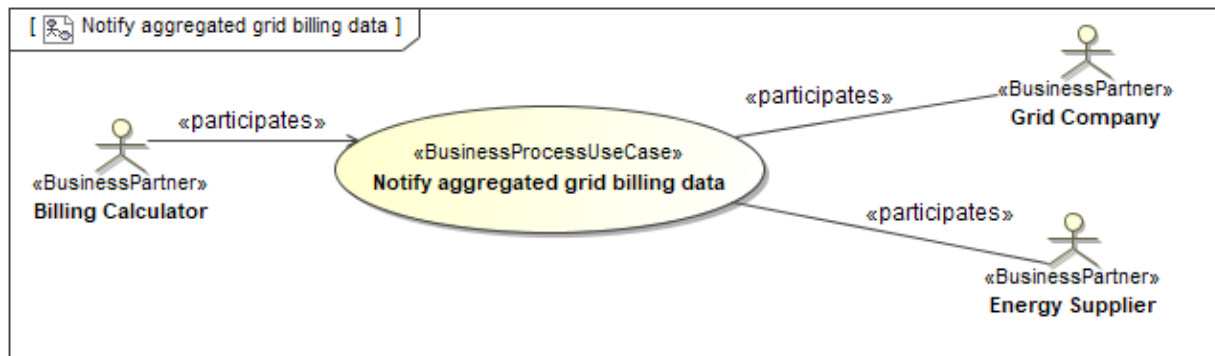 [ Notify aggregated grid billing data ]
«participates»
«BusinessPartner»
Billing Calculator
«BusinessProcessUseCase»
Notify aggregated grid billing data
«participates»
«BusinessPartner»
Grid Company
«participates»
«BusinessPartner»
Energy Supplier